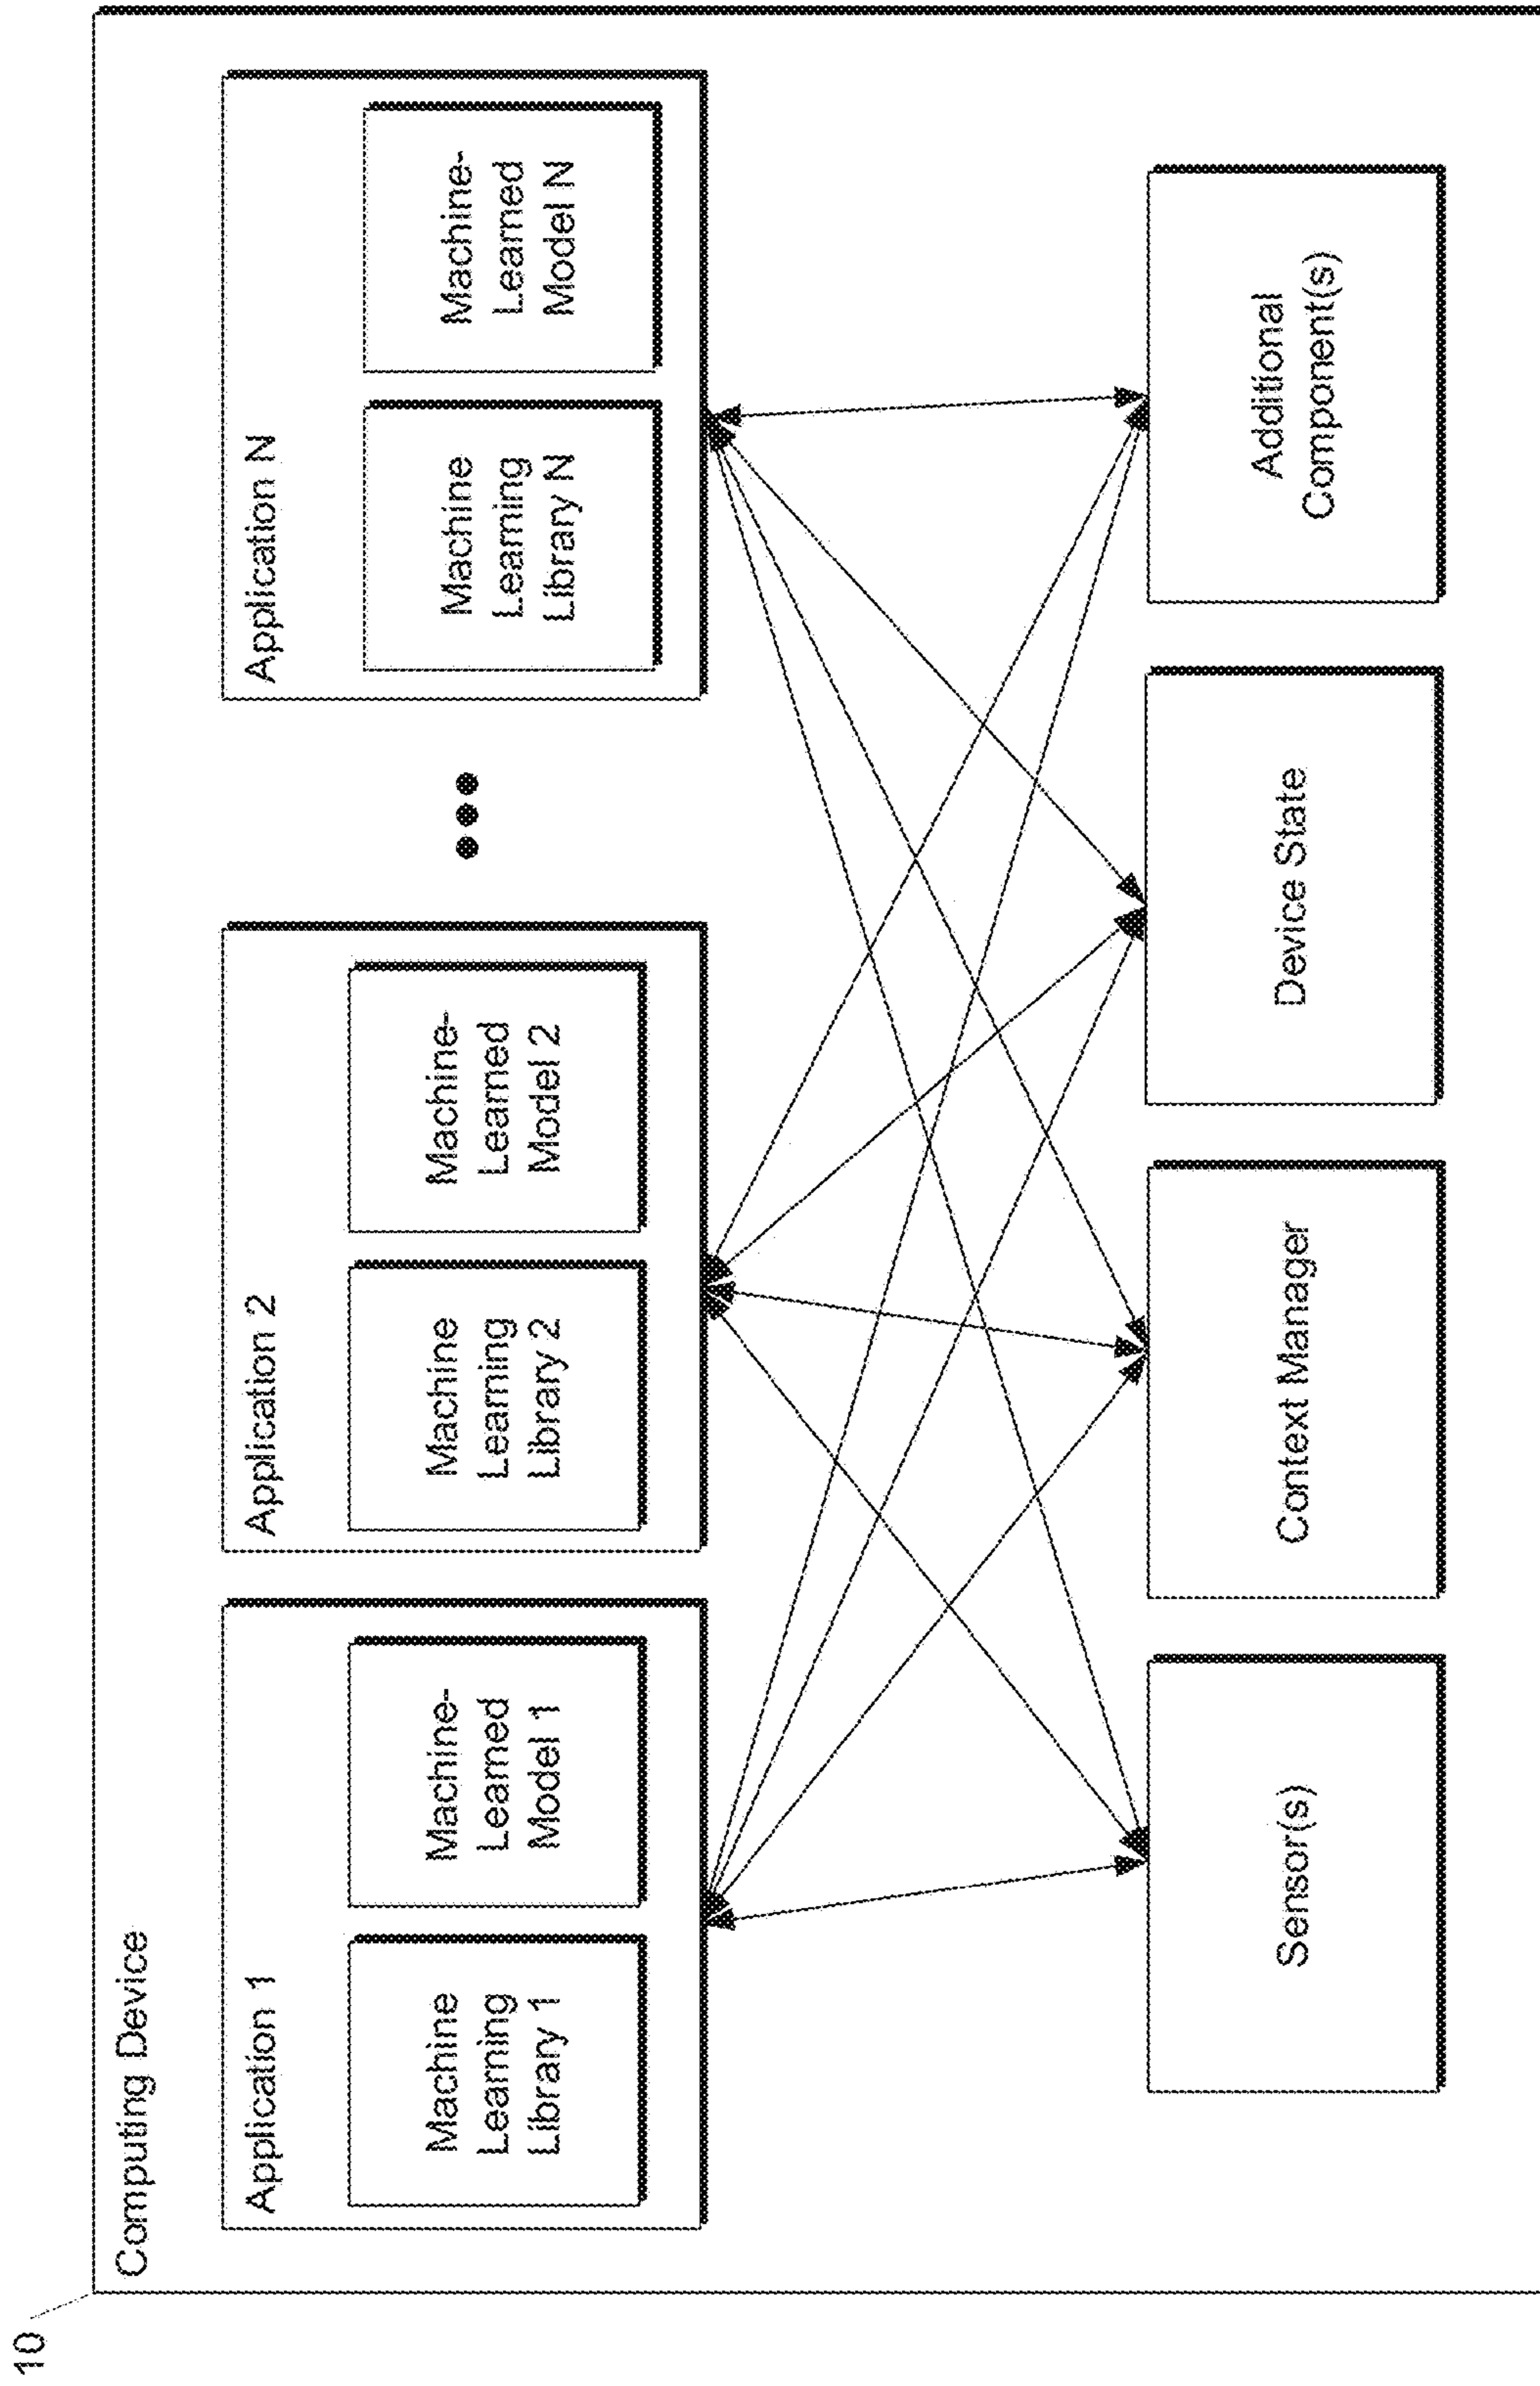 10
Computing Device
Application 1
Machine
Learning
Library 1
Machine-
Learned
Model 1
Application 2
Machine
Learning
Library 2
Machine-
Learned
Model 2
Application N
Machine
Learning
Library N
Machine-
Learned
Model N
Sensor(s)
Context Manager
Device State
Additional
Component(s)